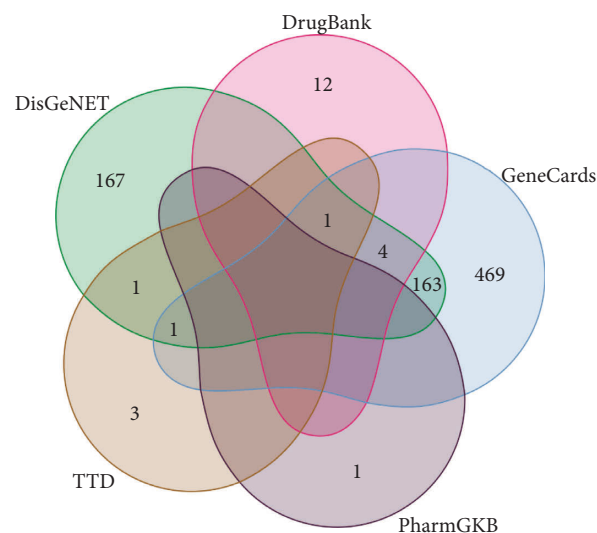 DrugBank
12
DisGeNET
167
GeneCards
1
4
469
163
1
1
3
TTD
1
PharmGKB